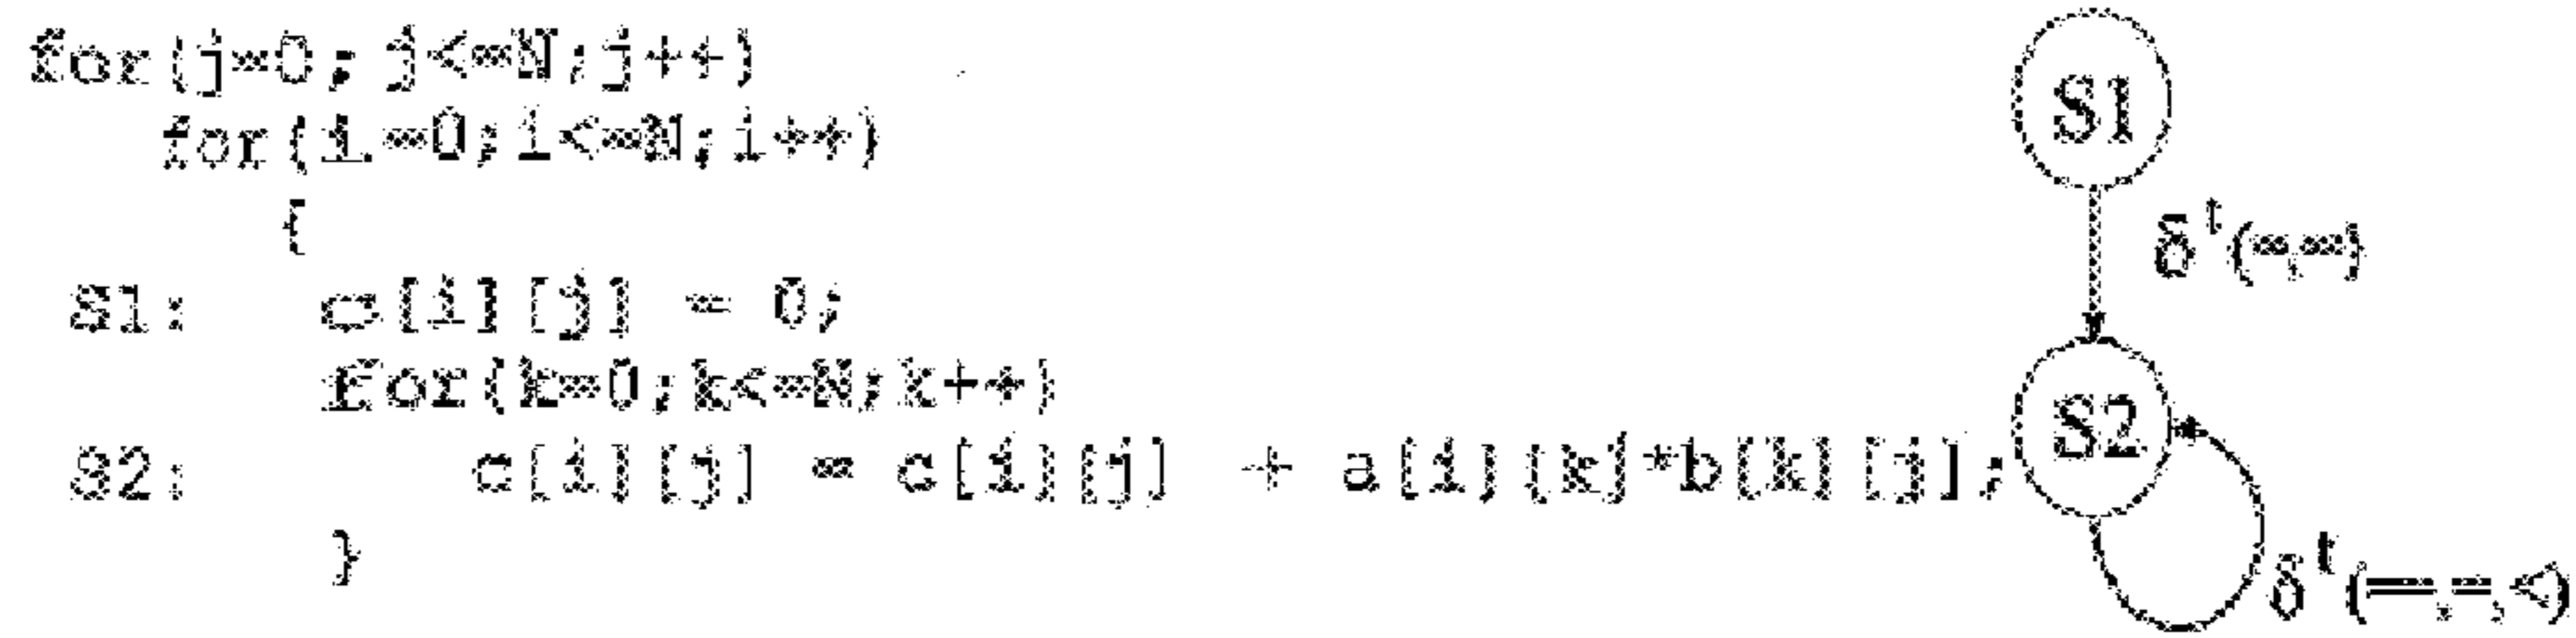 for(j=0; j<=N;j++)
for(i=0;i<=N;i++)
{
S1: c[i][j] = 0;
for(k=0;k<=N;k++)
S2: c[i][j] = c[i][j] + a[i][k]*b[k][j];
}
S1
δᵗ(=,=)
S2
δᵗ(=,=,<)